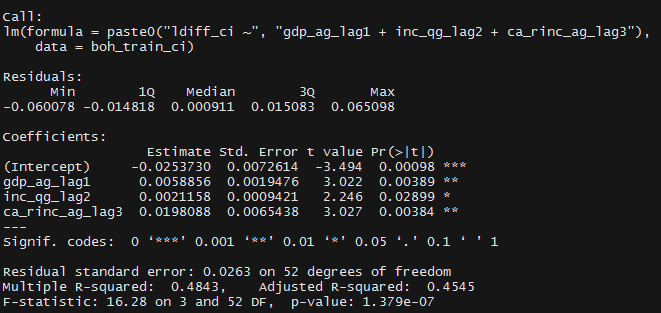 Call:
lm(formula = paste0("ldiff_ci ~", "gdp_ag_lag1 + inc_qg_lag2 + ca_rinc_ag_lag3"),
    data = boh_train_ci)
Residuals:
      Min        1Q    Median        3Q       Max
-0.060078 -0.014818  0.000911  0.015083  0.065098
Coefficients:
                  Estimate Std. Error t value Pr(>|t|)
(Intercept)     -0.0253730  0.0072614  -3.494  0.00098 ***
gdp_ag_lag1      0.0058856  0.0019476   3.022  0.00389 **
inc_qg_lag2      0.0021158  0.0009421   2.246  0.02899 *
ca_rinc_ag_lag3  0.0198088  0.0065438   3.027  0.00384 **
---
Signif. codes:  0 ‘***’ 0.001 ‘**’ 0.01 ‘*’ 0.05 ‘.’ 0.1 ‘ ’ 1
Residual standard error: 0.0263 on 52 degrees of freedom
Multiple R-squared:  0.4843,    Adjusted R-squared:  0.4545
F-statistic: 16.28 on 3 and 52 DF,  p-value: 1.379e-07